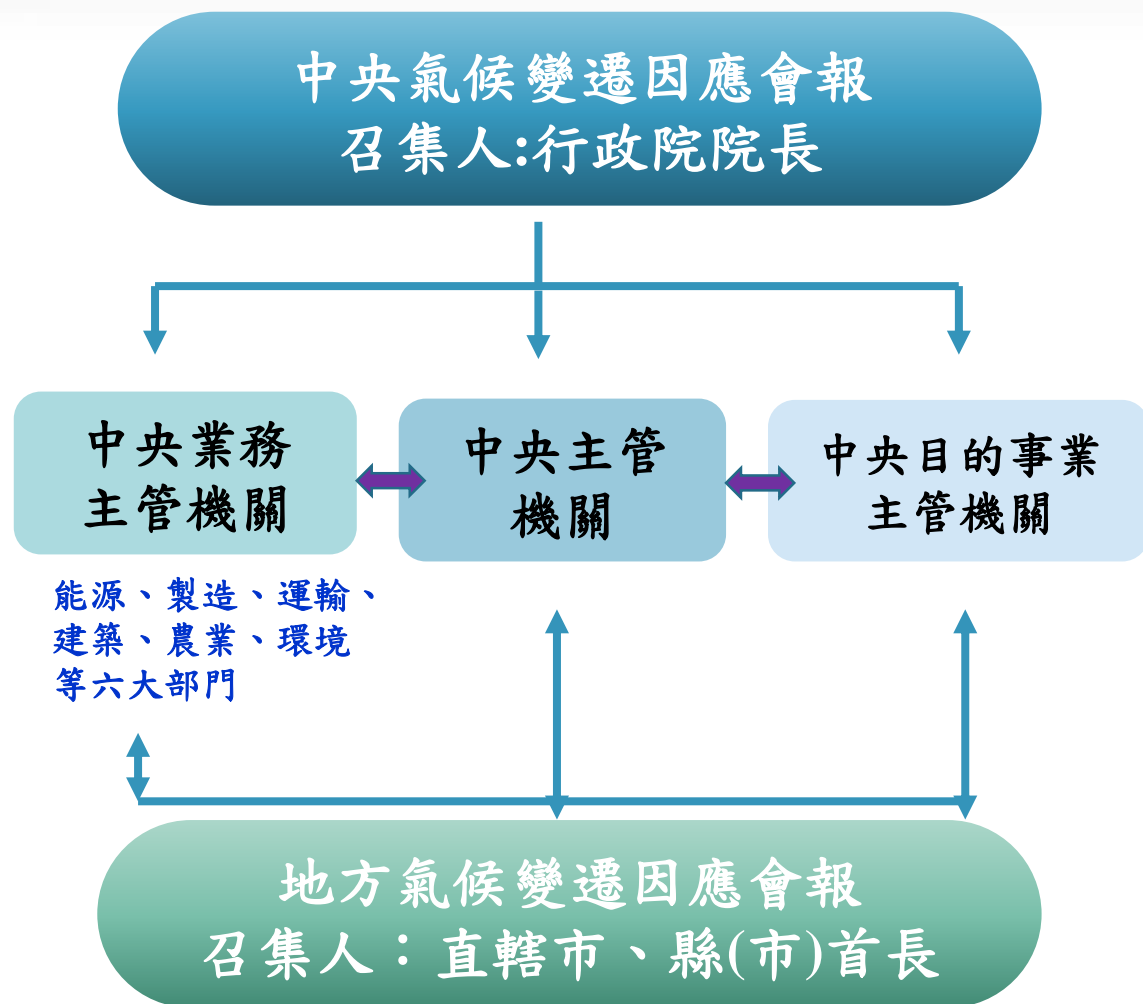 中央氣候變遷因應會報
召集人:行政院院長
中央業務
主管機關
中央主管
機關
中央目的事業
主管機關
能源、製造、運輸、
建築、農業、環境
等六大部門
地方氣候變遷因應會報
召集人：直轄市、縣(市)首長